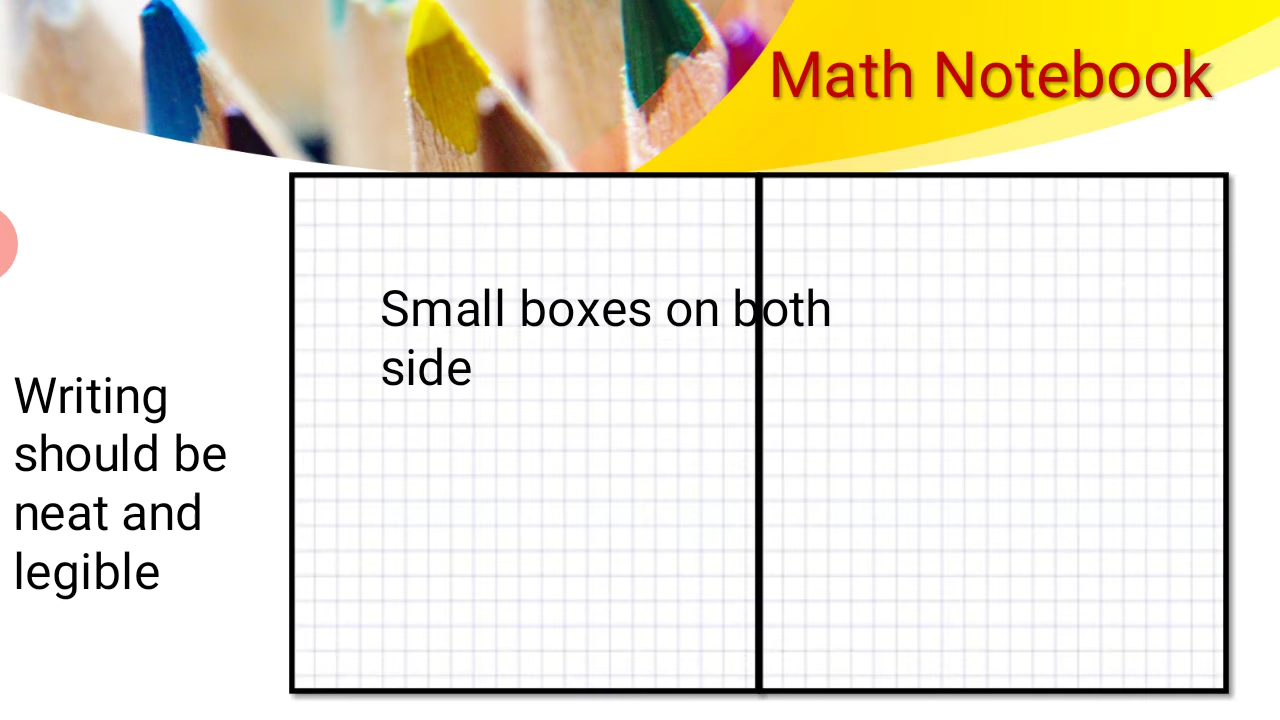 Math Notebook
Small boxes on both
side
Writing
should be
neat and
legible